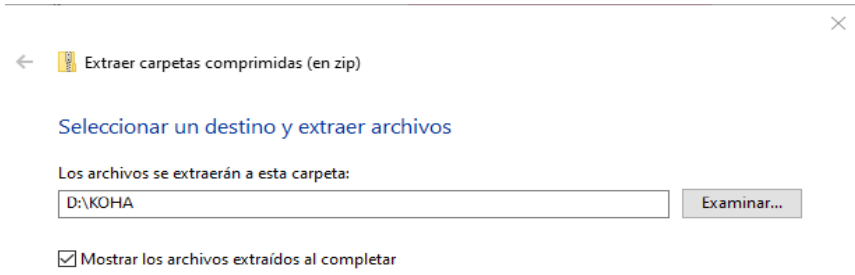 Extraer carpetas comprimidas (en zip)
Seleccionar un destino y extraer archivos
Los archivos se extraerán a esta carpeta:
D:\KOHA
Examinar...
Mostrar los archivos extraídos al completar